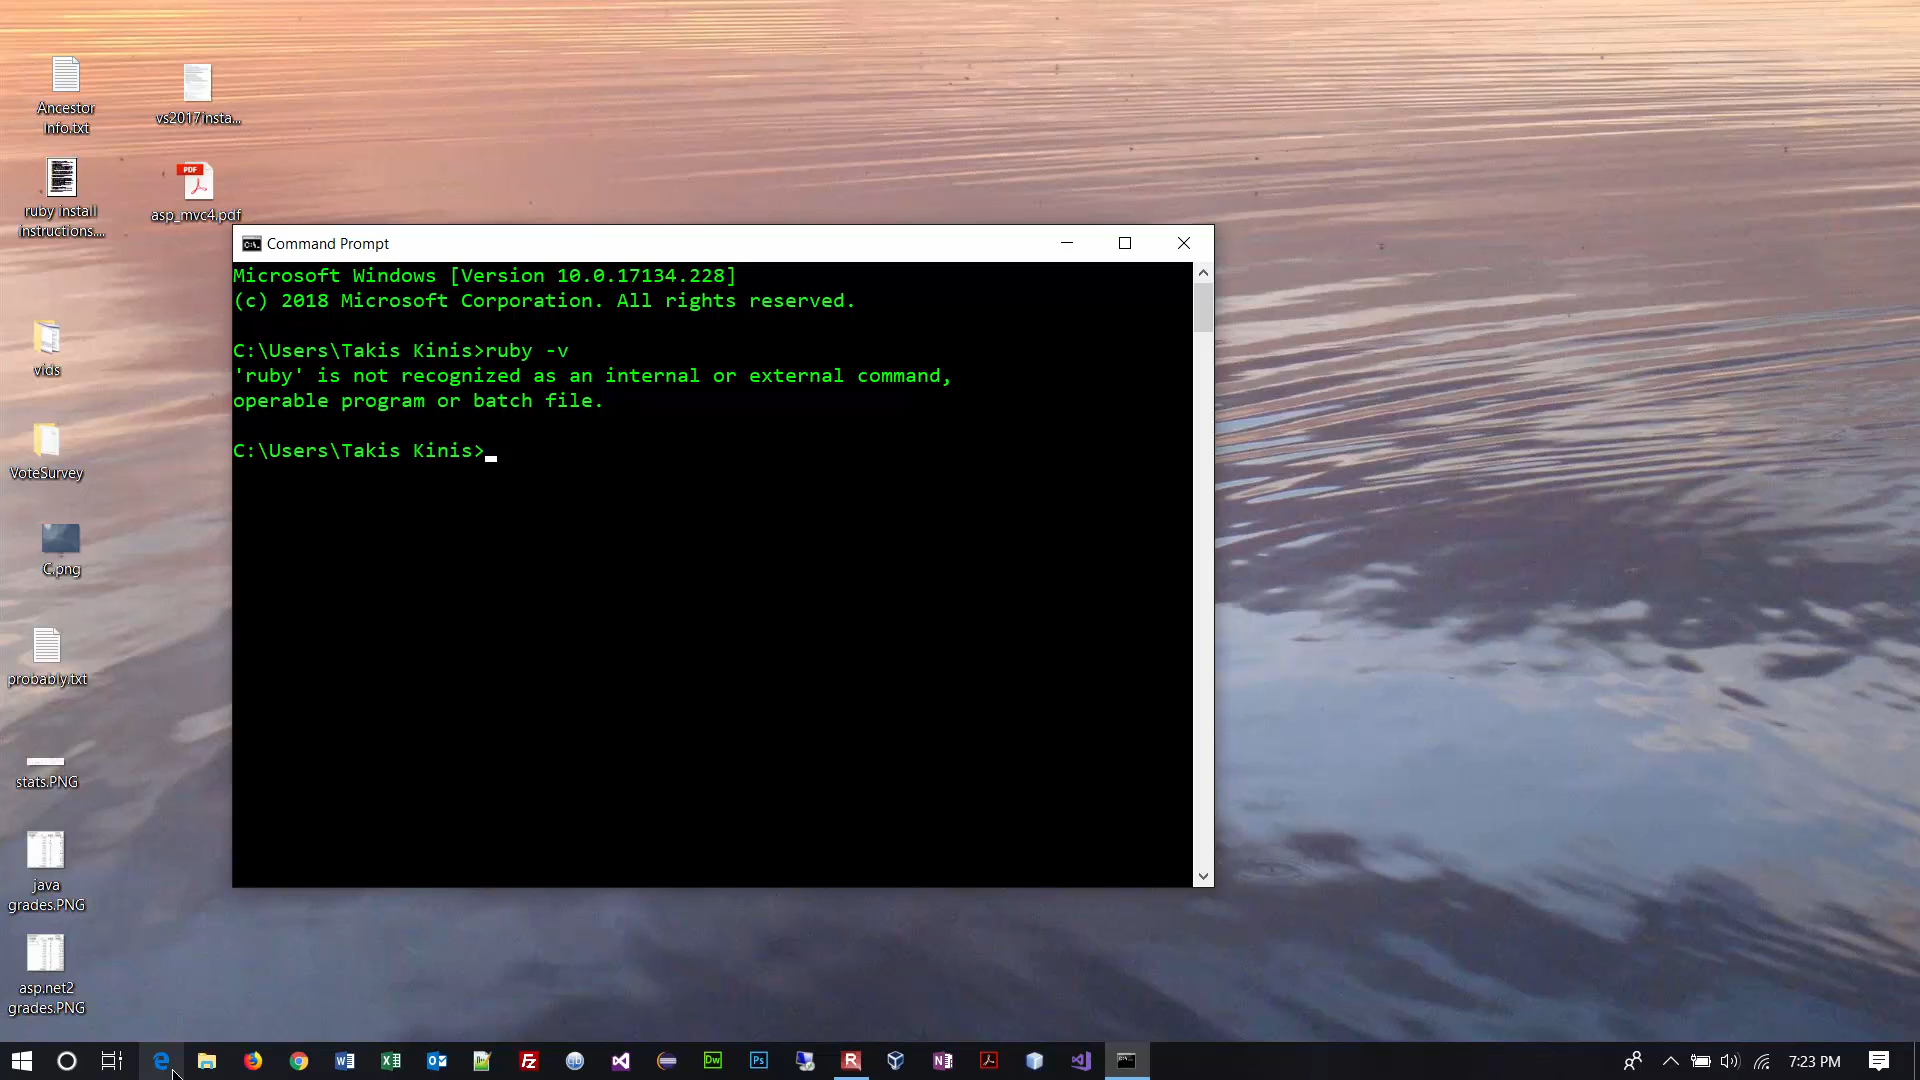 Ancestor
Info.txt
vs2017insta...
ruby install
instructions....
PDF
asp_mvc4.pdf
vids
VoteSurvey
C.png
probably.txt
stats.PNG
java
grades.PNG
asp.net2
grades.PNG
Command Prompt
Microsoft Windows [Version 10.0.17134.228]
(c) 2018 Microsoft Corporation. All rights reserved.
C:\Users\Takis Kinis>ruby -v
'ruby' is not recognized as an internal or external command,
operable program or batch file.
C:\Users\Takis Kinis>
7:23 PM